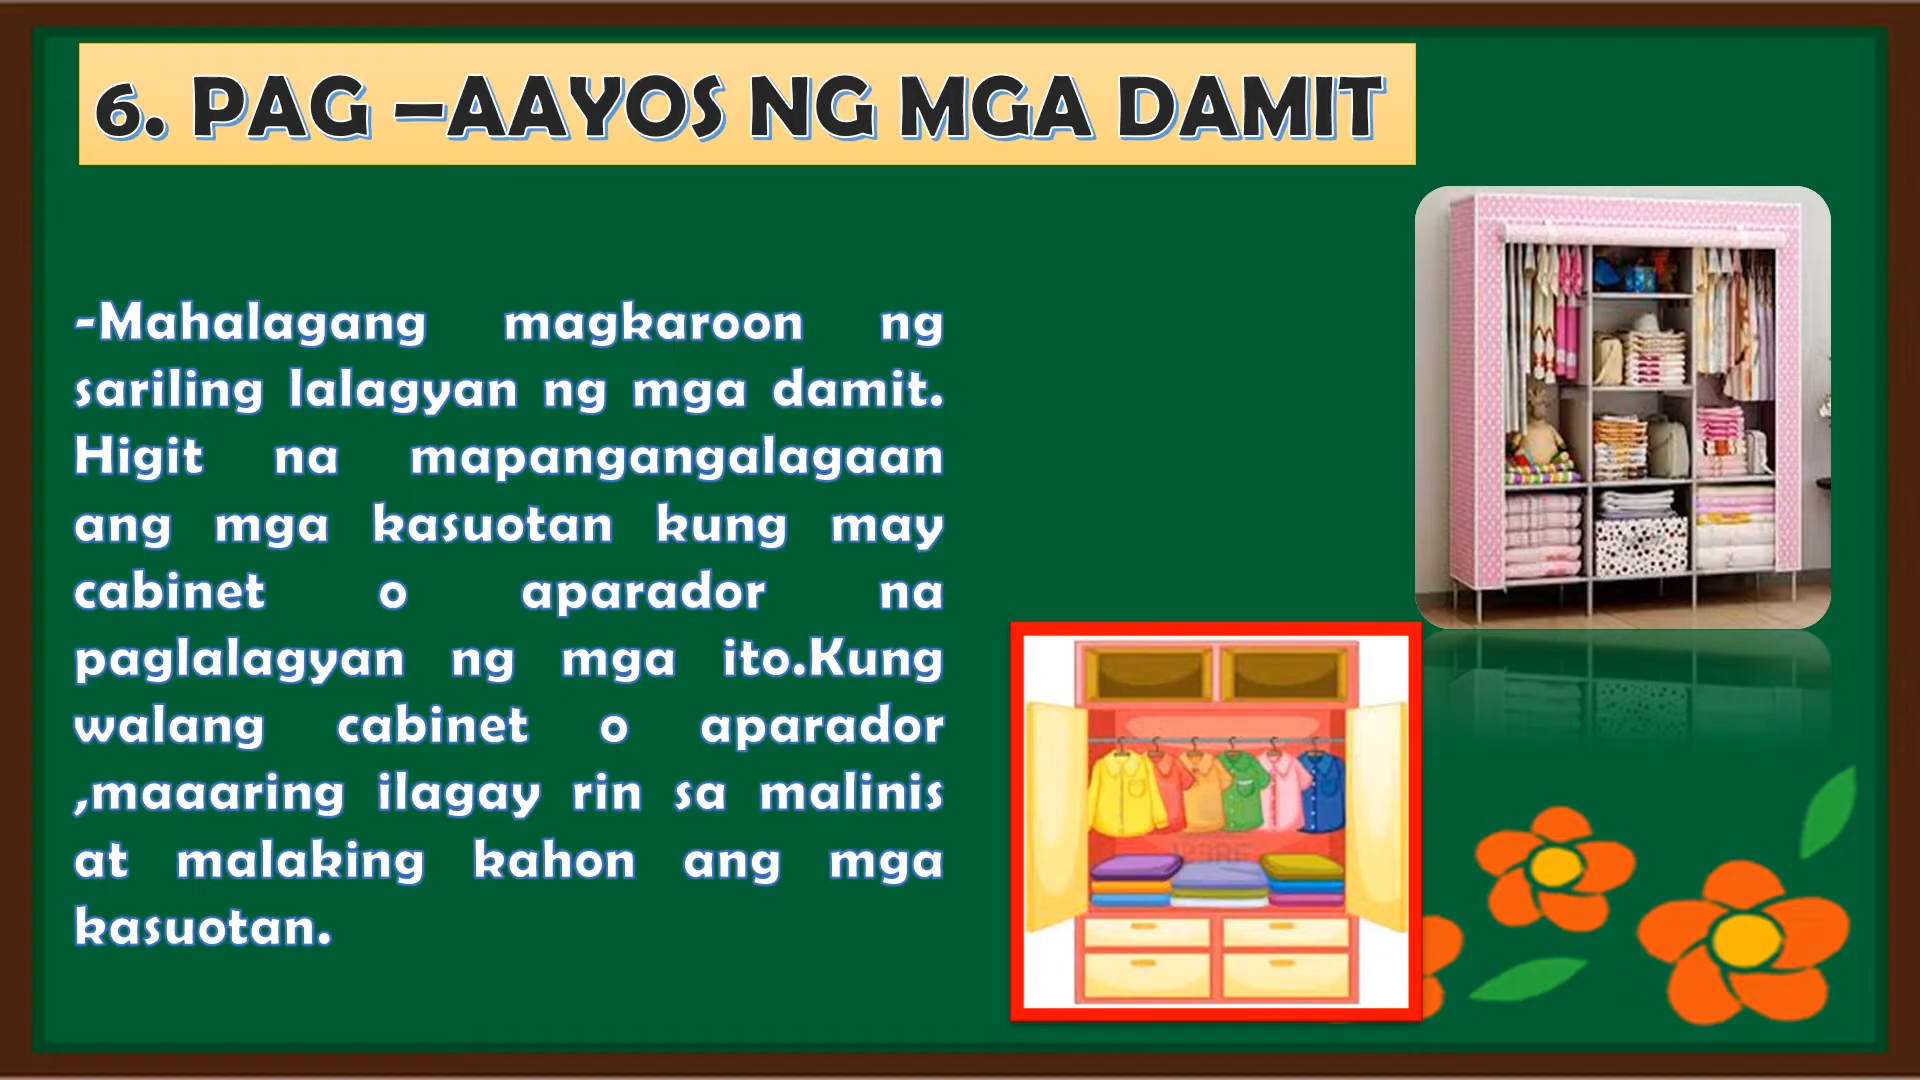 6. PAG –AAYOS NG MGA DAMIT
-Mahalagang magkaroon ng
sariling lalagyan ng mga damit.
Higit na mapangangalagaan
ang mga kasuotan kung may
cabinet o aparador na
paglalagyan ng mga ito.Kung
walang cabinet o aparador
,maaaring ilagay rin sa malinis
at malaking kahon ang mga
kasuotan.